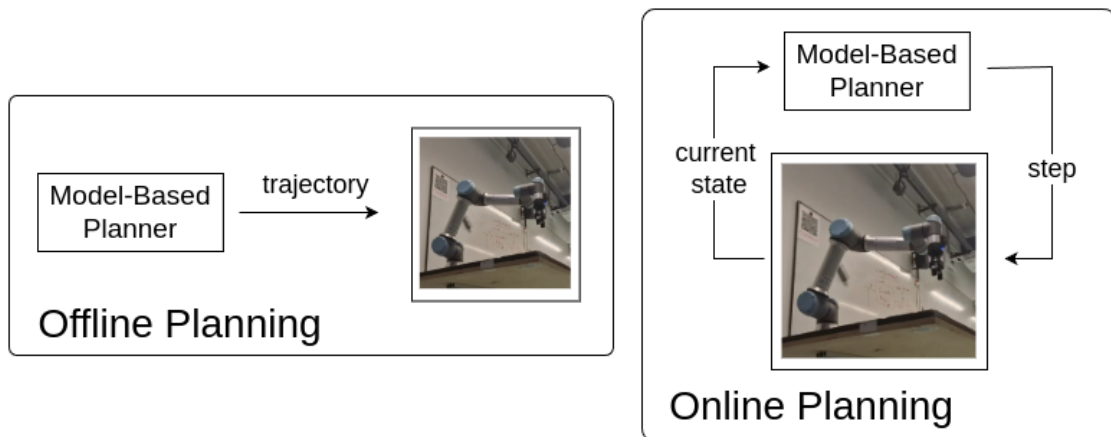 Model-Based
Planner
trajectory
Offline Planning
Model-Based
Planner
current
state
step
Online Planning